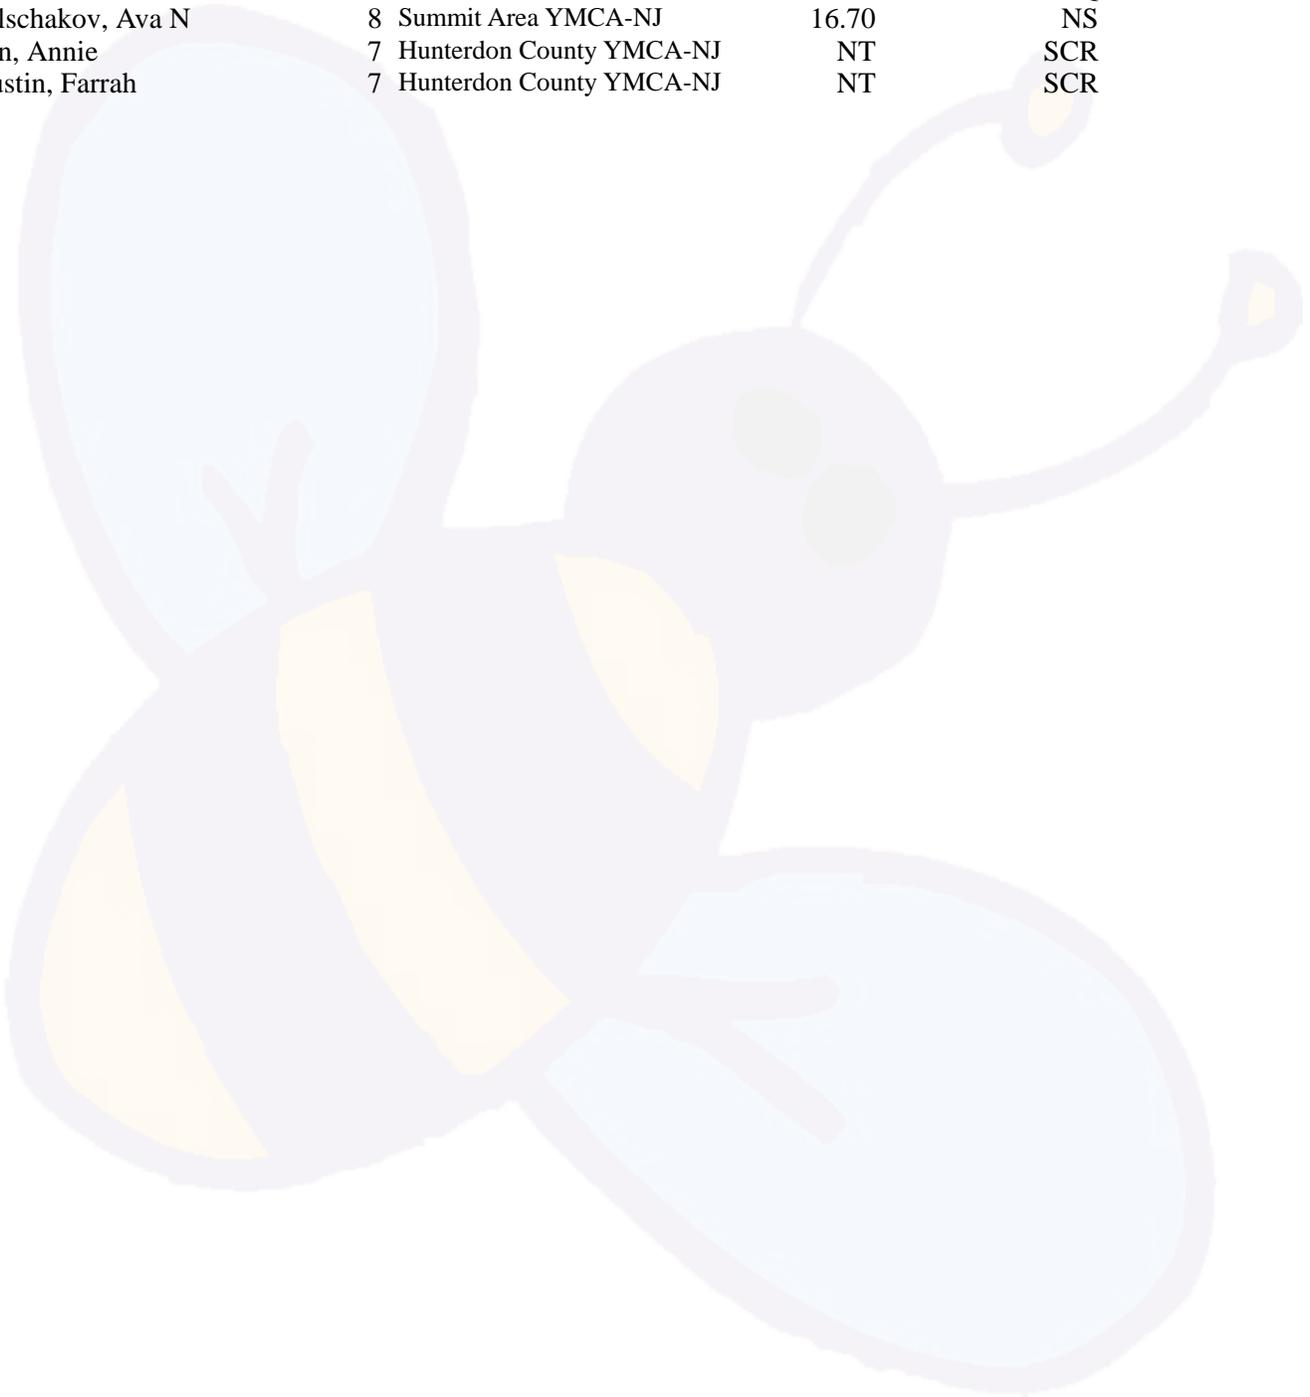 lschakov, Ava N 8 Summit Area YMCA-NJ 16.70 NS
n, Annie 7 Hunterdon County YMCA-NJ NT SCR
ustin, Farrah 7 Hunterdon County YMCA-NJ NT SCR